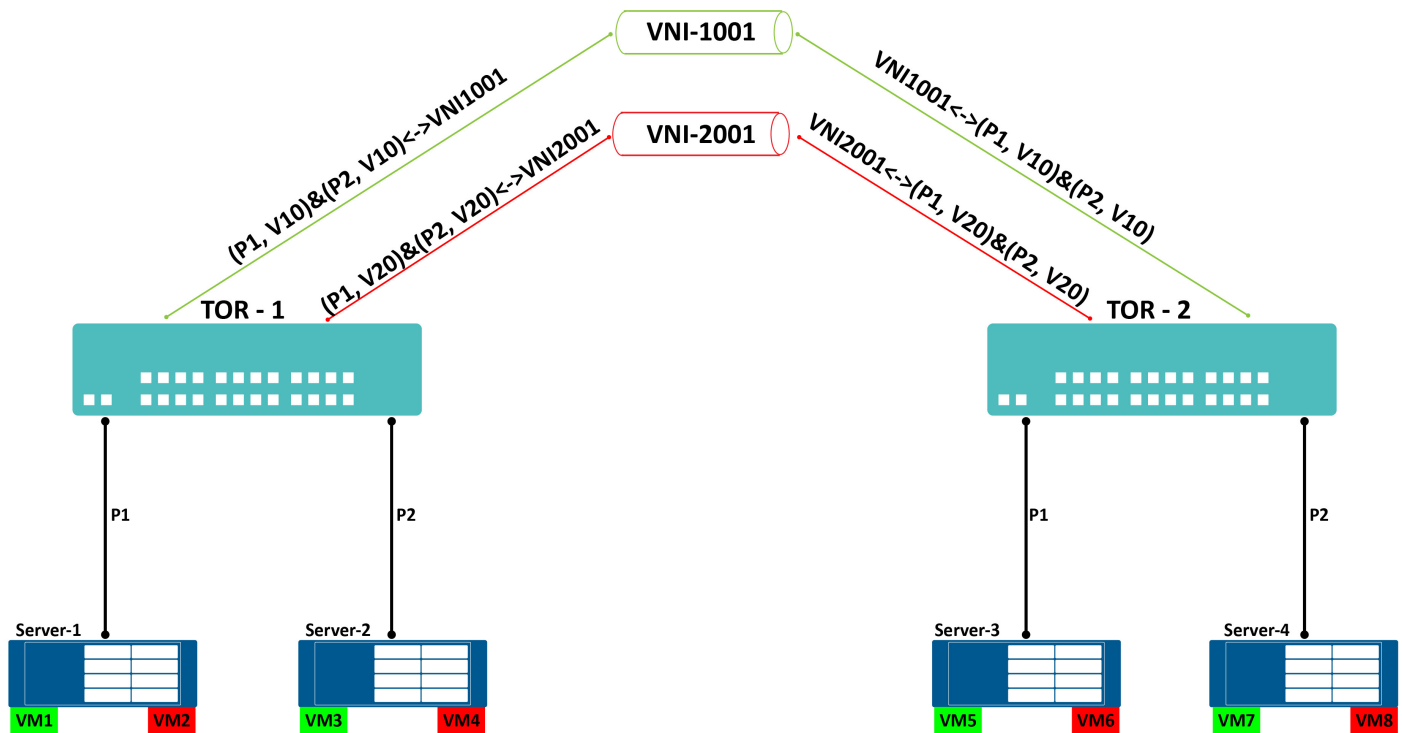 VNI-1001
VNI-2001
(P1, V10)&(P2, V10)<->VNI1001
(P1, V20)&(P2, V20)<->VNI2001
VNI1001<->(P1, V10)&(P2, V10)
VNI2001<->(P1, V20)&(P2, V20)
TOR - 1
TOR - 2
P1
P2
P1
P2
Server-1
Server-2
Server-3
Server-4
VM1
VM2
VM3
VM4
VM5
VM6
VM7
VM8